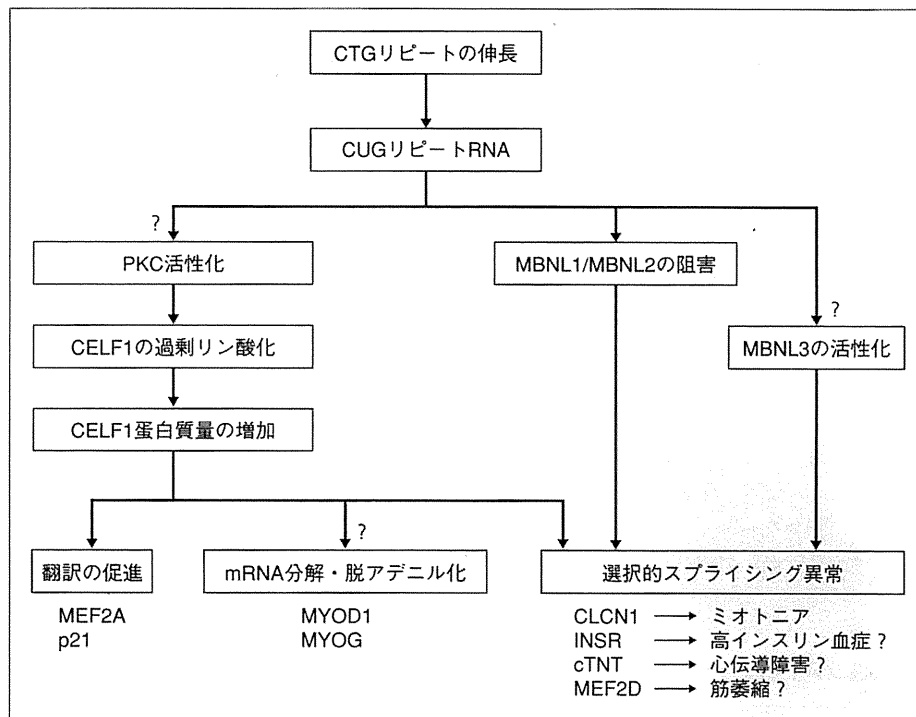 CTGリピートの伸長
CUGリピートRNA
?
PKC活性化
MBNL1/MBNL2の阻害
?
CELF1の過剰リン酸化
MBNL3の活性化
CELF1蛋白質量の増加
?
翻訳の促進
mRNA分解・脱アデニル化
選択的スプライシング異常
MEF2A
p21
MYOD1
MYOG
CLCN1 → ミオトニア
INSR → 高インスリン血症?
cTNT → 心伝導障害?
MEF2D → 筋萎縮?